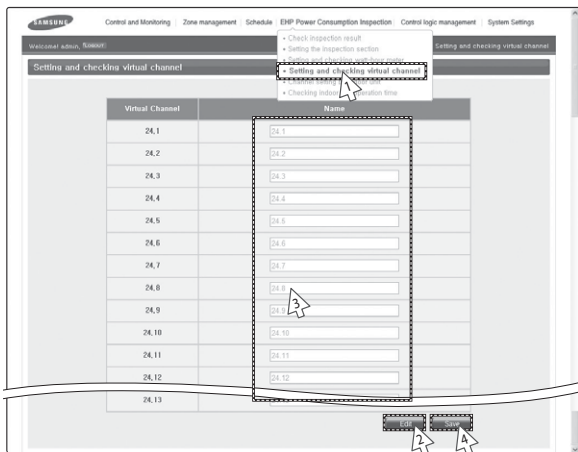 SAMSUNG
Control and Monitoring Zone management Schedule EHP Power Consumption Inspection Control logic management System Settings
• Check inspection result
• Setting the inspection section
Welcome! admin,
Setting and checking virtual channel
Setting and checking virtual channel
• Setting and checking virtual channel
1
Virtual Channel Name
24.1 24.1
24.2 24.2
24.3 24.3
24.4 24.4
24.5 24.5
24.6 24.6
24.7 24.7
24.8 24.8
3
24.9 24.9
24.10 24.10
24.11 24.11
24.12 24.12
24.13
Edit Save
2 4